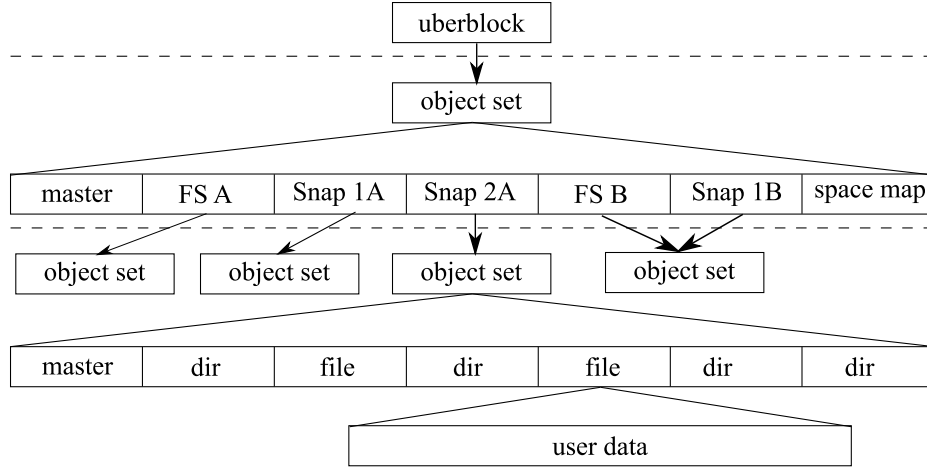 uberblock
object set
master FS A Snap 1A Snap 2A FS B Snap 1B space map
object set object set object set object set
master dir file dir file dir dir
user data